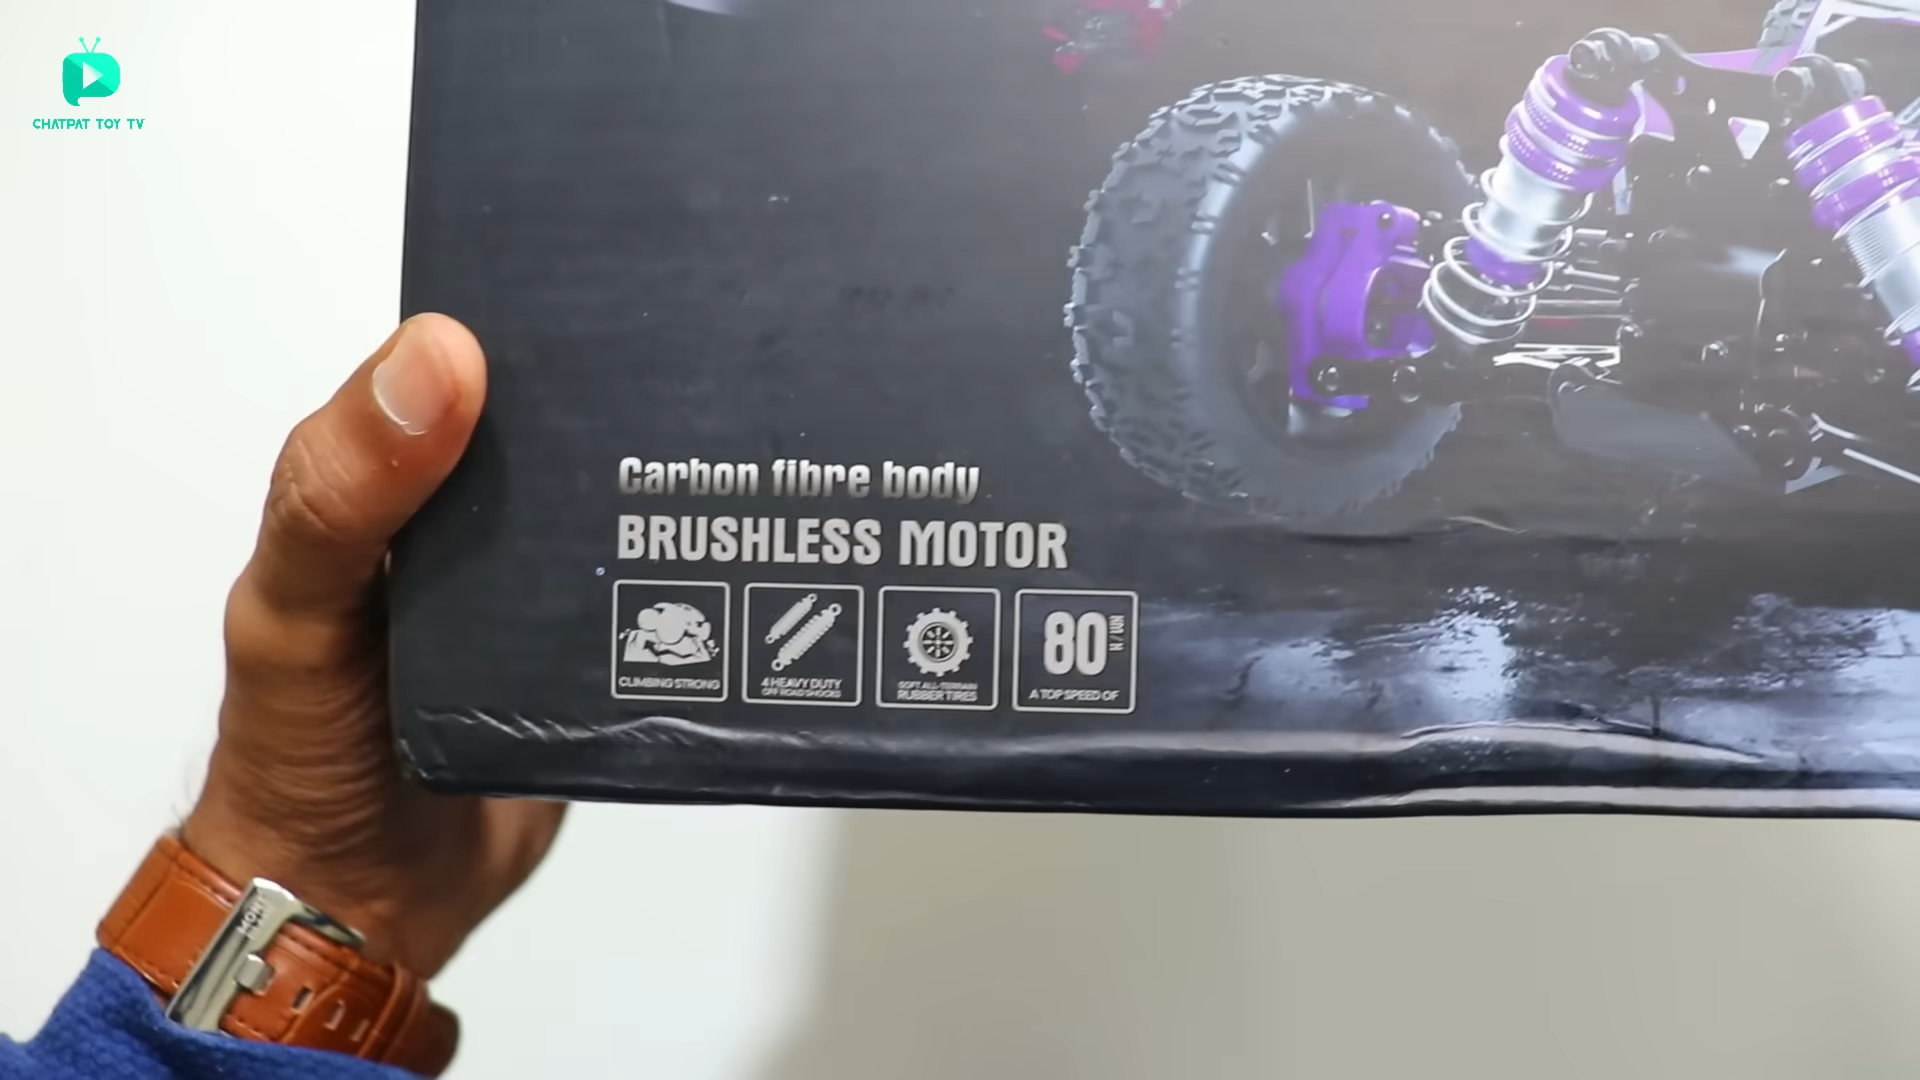 CHATPAT TOY TV
Carbon fibre body
BRUSHLESS MOTOR
CLIMBING STRONG
4 HEAVY DUTY
OFF ROAD SHOCKS
SOFT ALL-TERRAIN
RUBBER TIRES
80 KM/H
A TOP SPEED OF